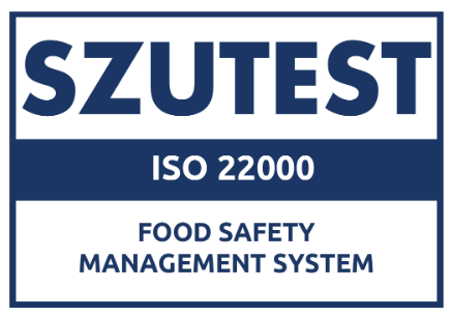 SZUTEST
ISO 22000
FOOD SAFETY
MANAGEMENT SYSTEM